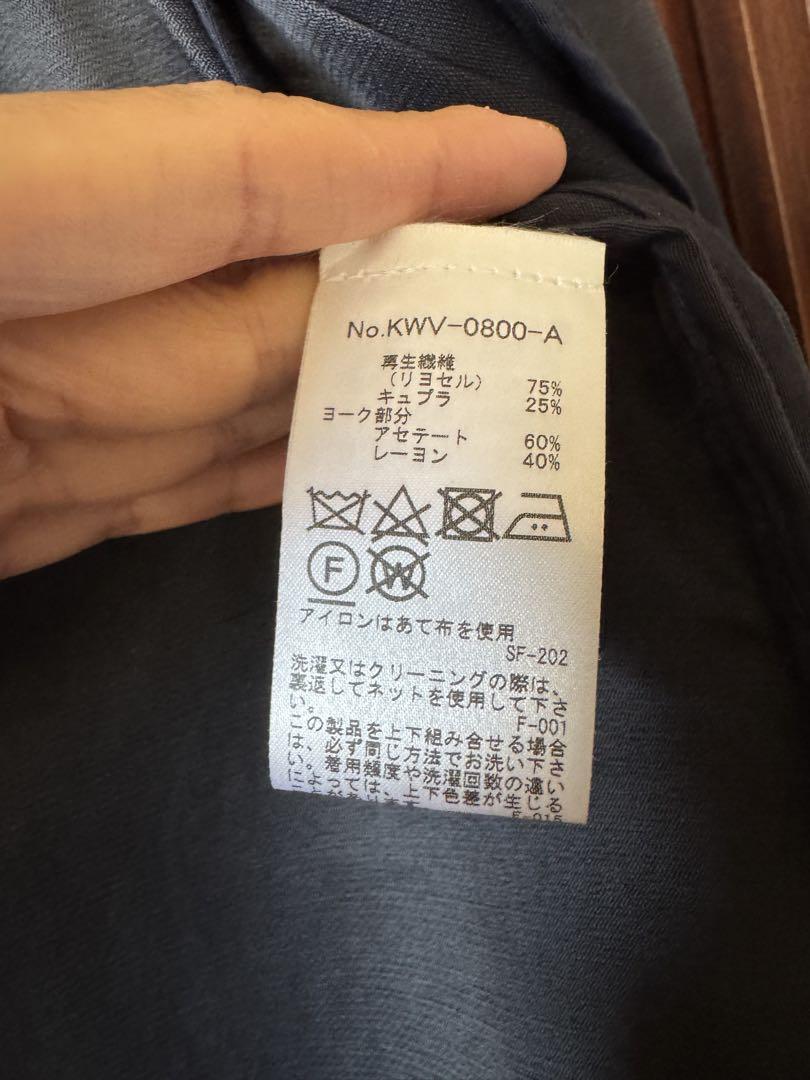 No.KWV-0800-A
再生繊維
（リヨセル） 75%
キュプラ 25%
ヨーク部分
アセテート 60%
レーヨン 40%
F W
アイロンはあて布を使用
SF-202
洗濯又はクリーニングの際は、
裏返してネットを使用して下さ
い。
F-001
この製品を上下組み合せる場合
は、必ず同じ方法でお洗い下さ
い。着用頻度や洗濯回数の違い
によっては、上下色差が生じる